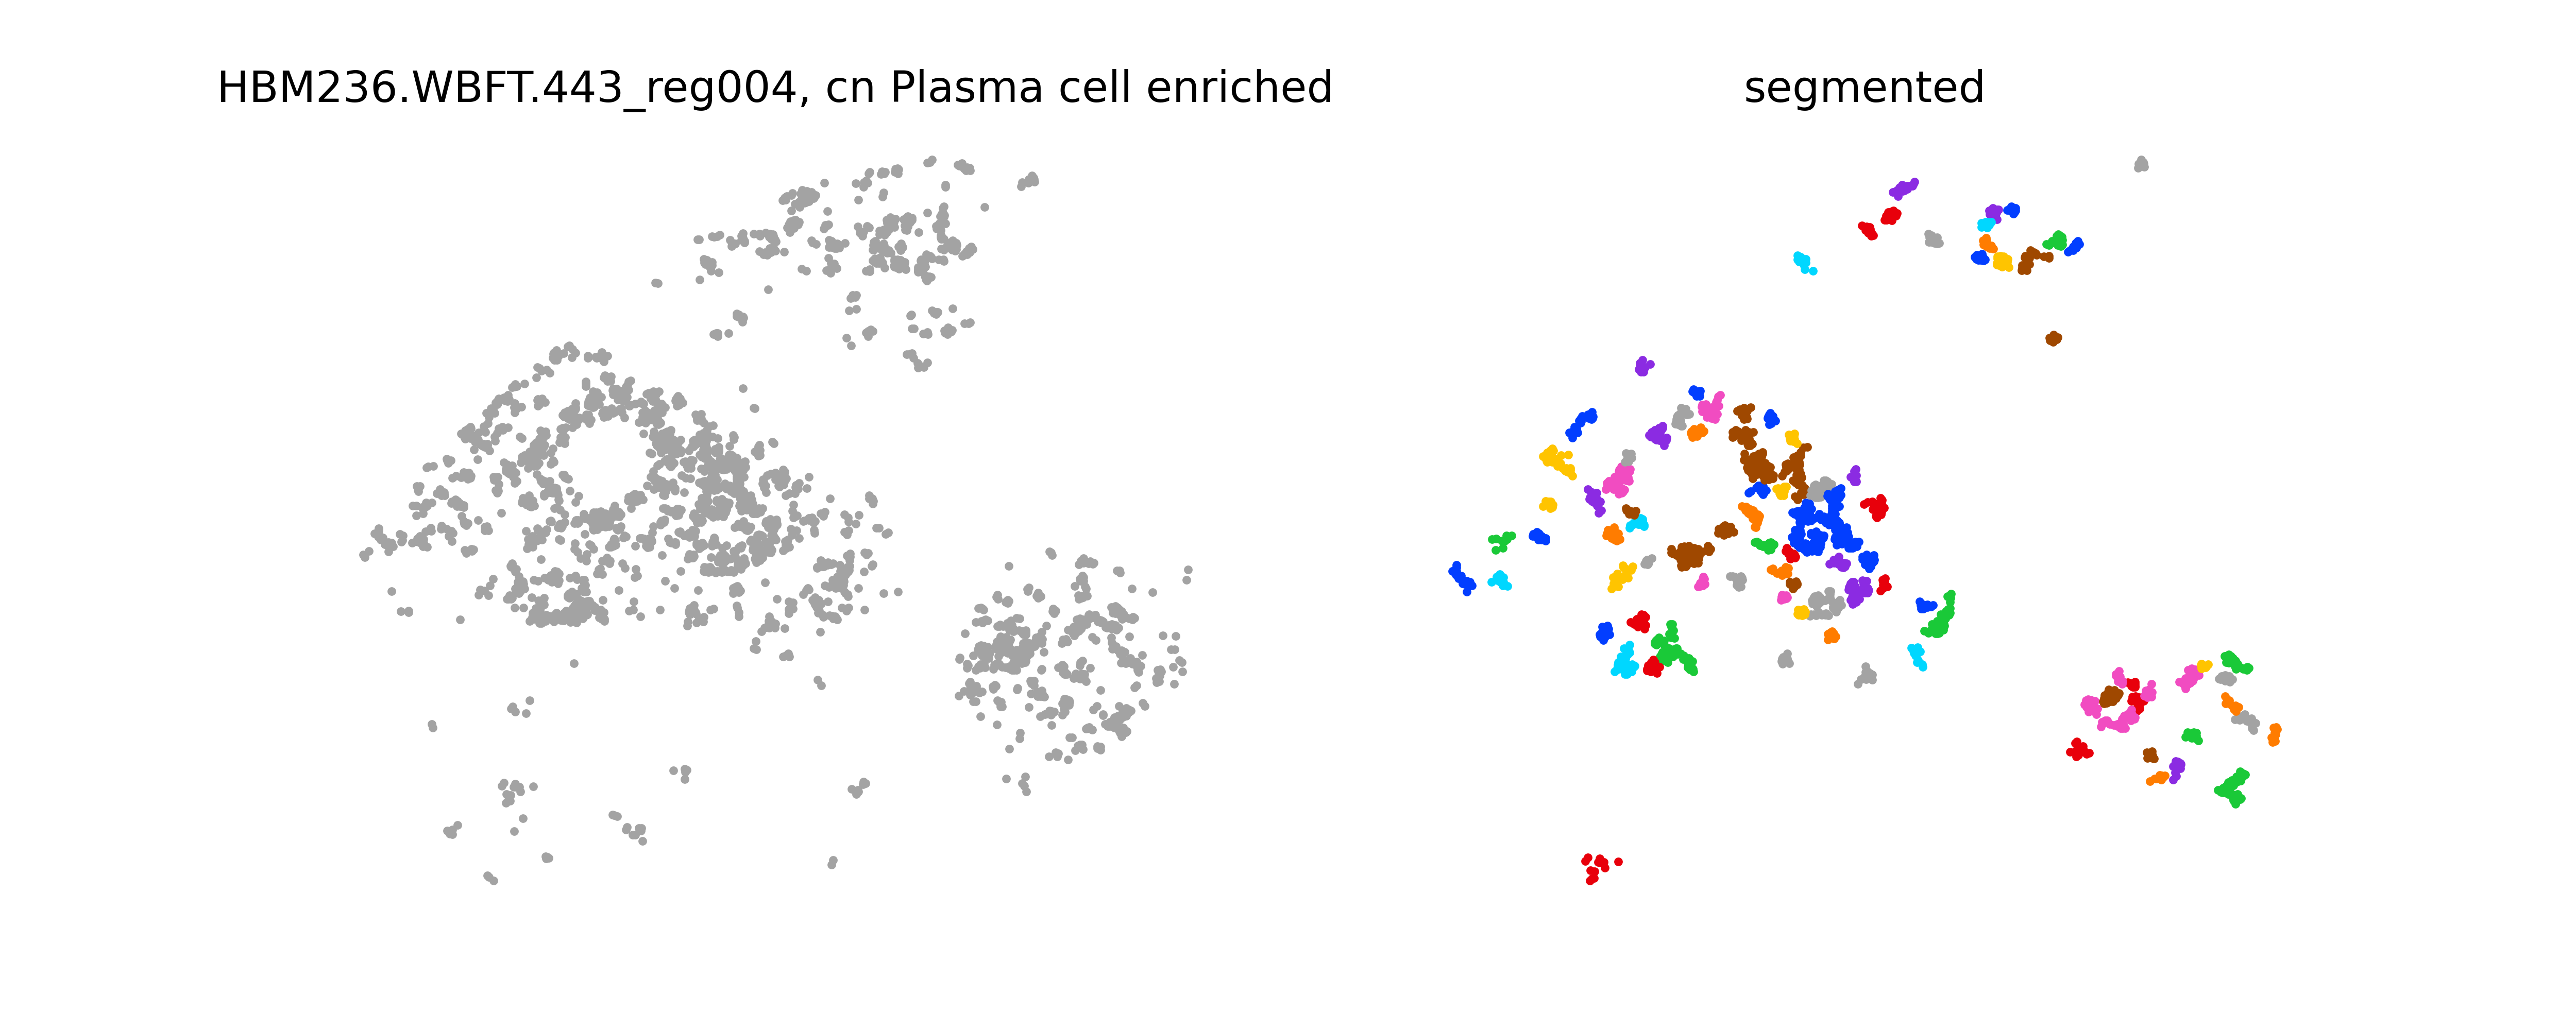 HBM236.WBFT.443_reg004, cn Plasma cell enriched
segmented